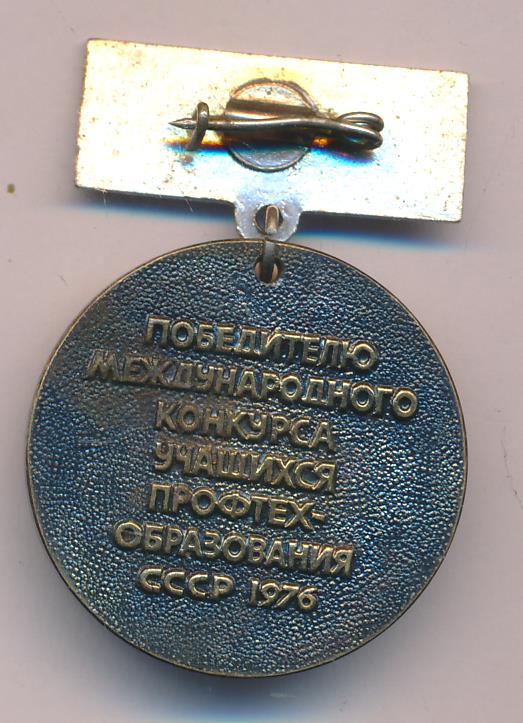 ПОБЕДИТЕЛЮ
МЕЖДУНАРОДНОГО
КОНКУРСА
УЧАЩИХСЯ
ПРОФТЕХ-
ОБРАЗОВАНИЯ
СССР 1976